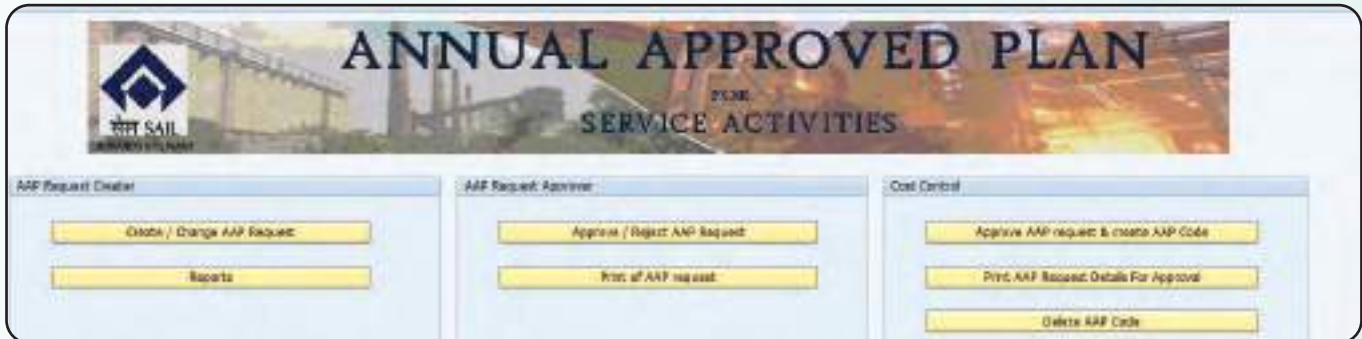 ANNUAL APPROVED PLAN
FOR
SERVICE ACTIVITIES
सेल SAIL
AAP Request Creator
Create / Change AAP Request
Reports
AAP Request Approver
Approve / Reject AAP Request
Print of AAP request
Cost Control
Approve AAP request & create AAP Code
Print AAP Request Details For Approval
Delete AAP Code